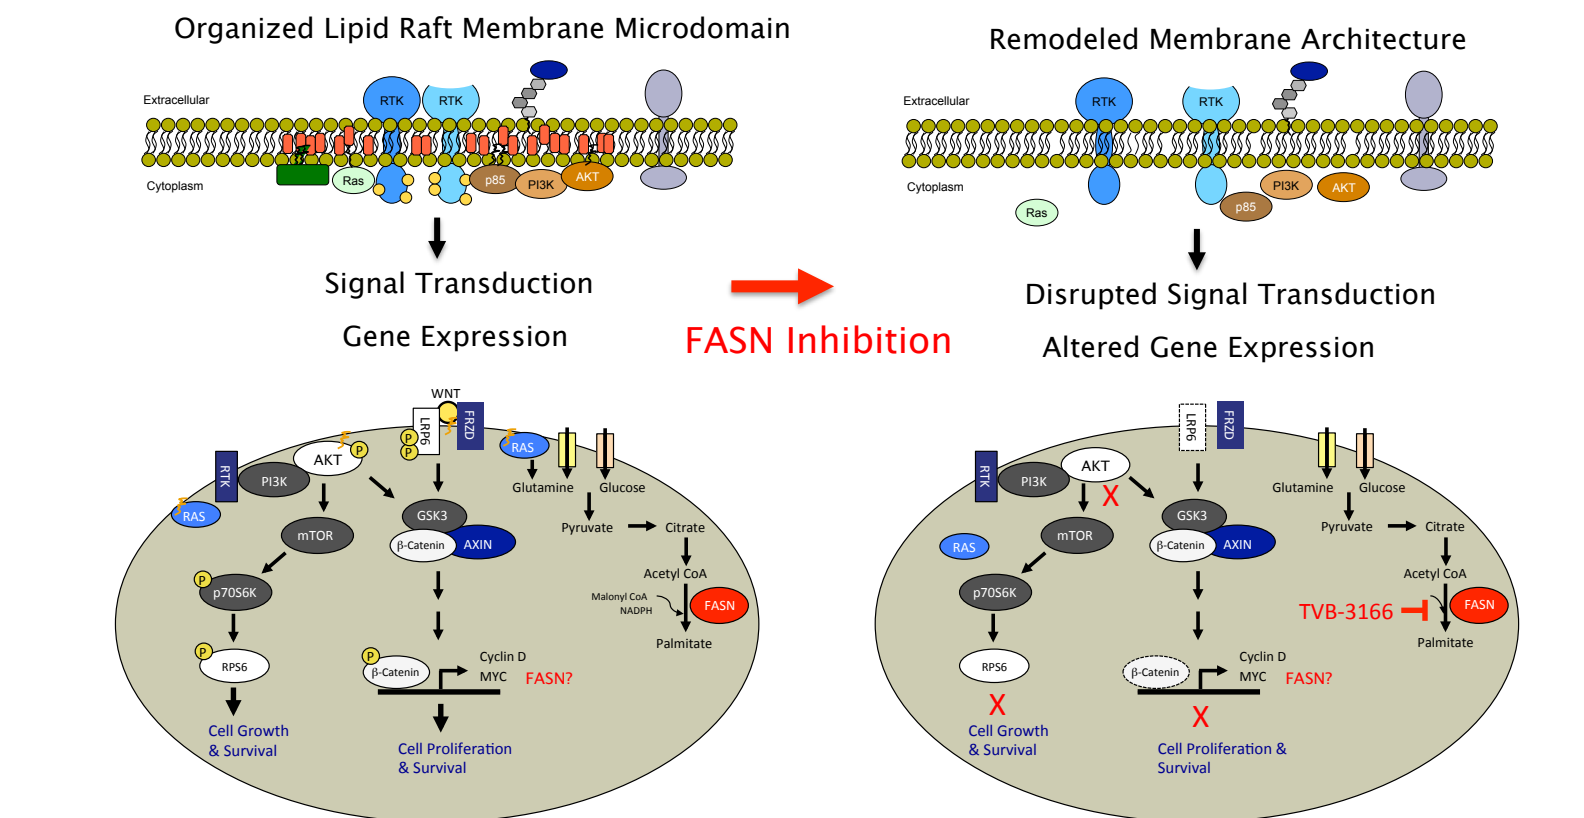 Organized Lipid Raft Membrane Microdomain
Extracellular
RTK
RTK
Cytoplasm
Ras
p85
PI3K
AKT
Signal Transduction
Gene Expression
FASN Inhibition
Remodeled Membrane Architecture
Extracellular
RTK
RTK
Cytoplasm
Ras
p85
PI3K
AKT
Disrupted Signal Transduction
Altered Gene Expression
WNT
LRP6
FRZD
P
P
RAS
AKT
P
RTK
PI3K
RAS
Glutamine
Glucose
mTOR
GSK3
β-Catenin
AXIN
Pyruvate
Citrate
Acetyl CoA
Malonyl CoA
NADPH
FASN
Palmitate
P
p70S6K
P
RPS6
P
β-Catenin
Cyclin D
MYC
FASN?
Cell Growth
& Survival
Cell Proliferation
& Survival
LRP6
FRZD
RTK
PI3K
AKT
X
RAS
Glutamine
Glucose
mTOR
GSK3
β-Catenin
AXIN
Pyruvate
Citrate
Acetyl CoA
TVB-3166
FASN
Palmitate
p70S6K
RPS6
X
β-Catenin
Cyclin D
MYC
FASN?
X
Cell Growth
& Survival
Cell Proliferation &
Survival